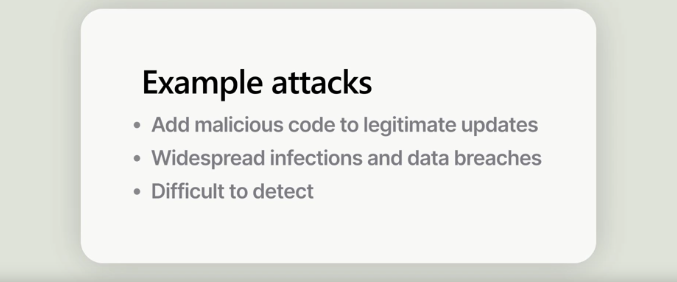 Example attacks
• Add malicious code to legitimate updates
• Widespread infections and data breaches
• Difficult to detect